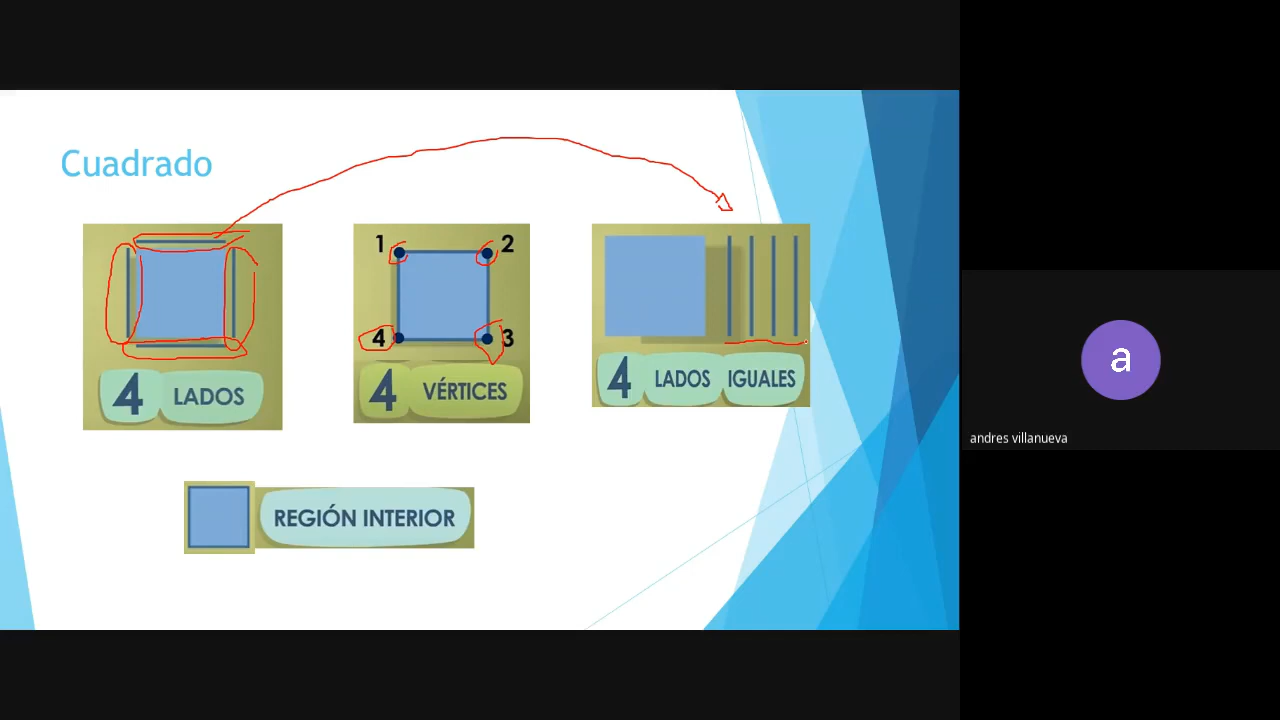 Cuadrado
1 2
4 3
4 LADOS
4 VÉRTICES
4 LADOS IGUALES
REGIÓN INTERIOR
a
andres villanueva